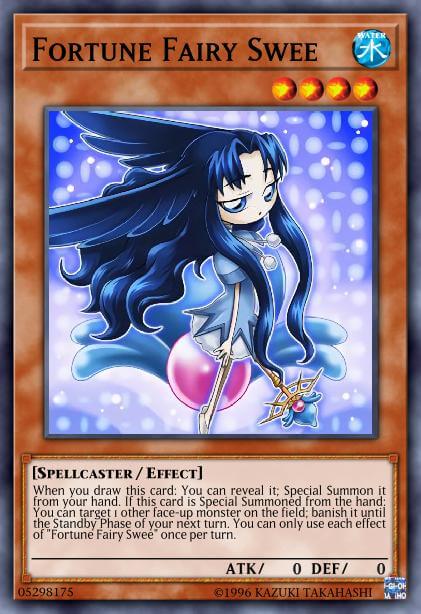 Fortune Fairy Swee
WATER
水
[Spellcaster / Effect]
When you draw this card: You can reveal it; Special Summon it
from your hand. If this card is Special Summoned from the hand:
You can target 1 other face-up monster on the field; banish it until
the Standby Phase of your next turn. You can only use each effect
of "Fortune Fairy Swee" once per turn.
ATK/ 0 DEF/ 0
05298175
©1996 KAZUKI TAKAHASHI